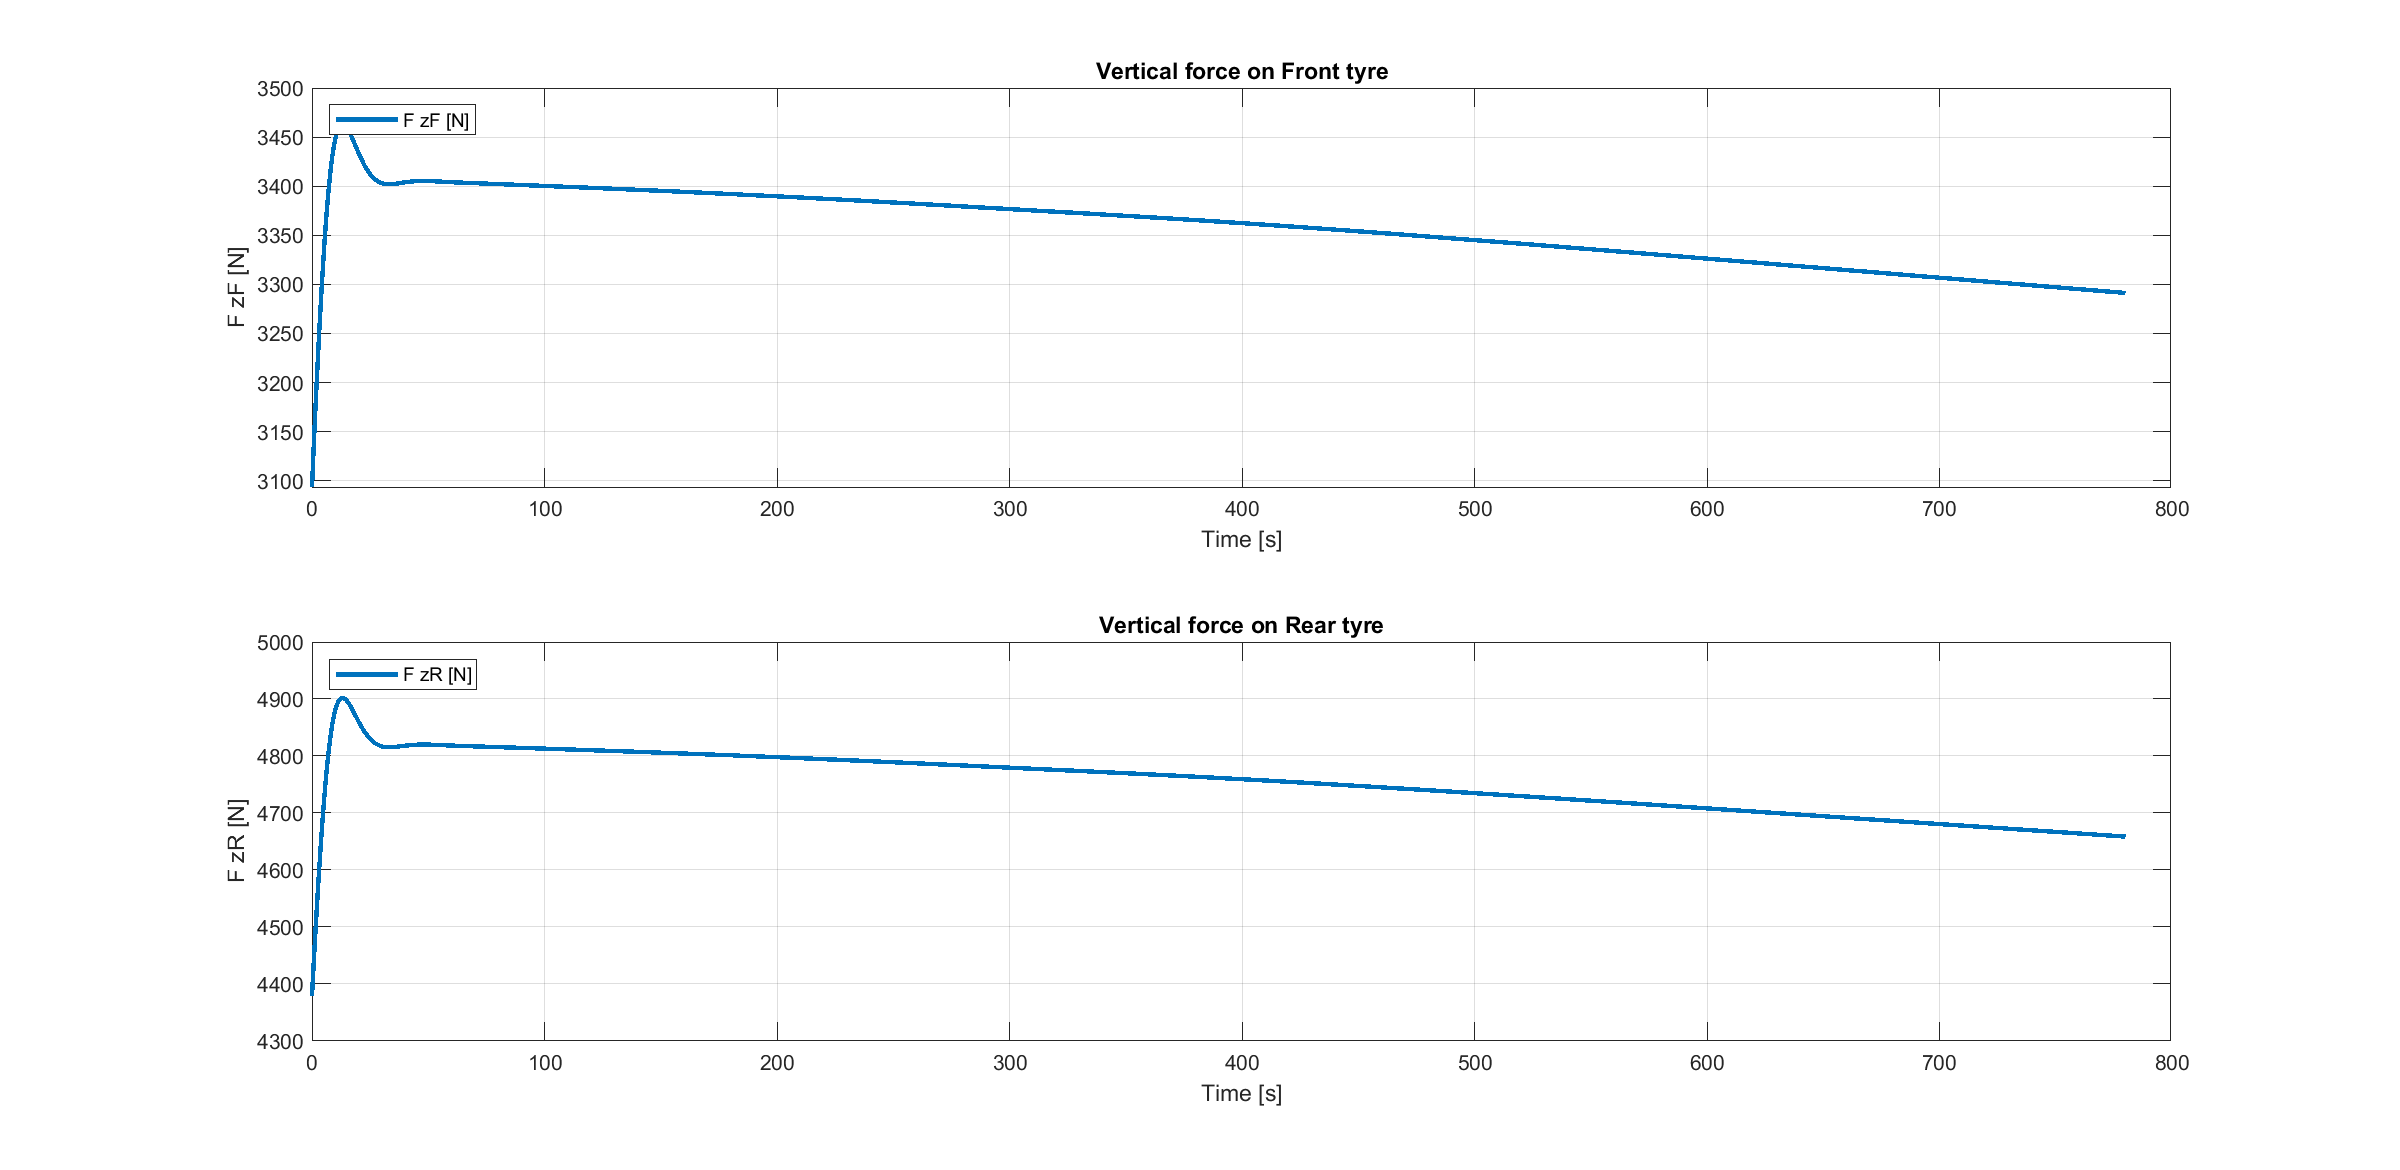 Vertical force on Front tyre
3500
3450
3400
3350
3300
3250
3200
3150
3100
F zF [N]
F zF [N]
0 100 200 300 400 500 600 700 800
Time [s]
Vertical force on Rear tyre
5000
4900
4800
4700
4600
4500
4400
4300
F zR [N]
F zR [N]
0 100 200 300 400 500 600 700 800
Time [s]